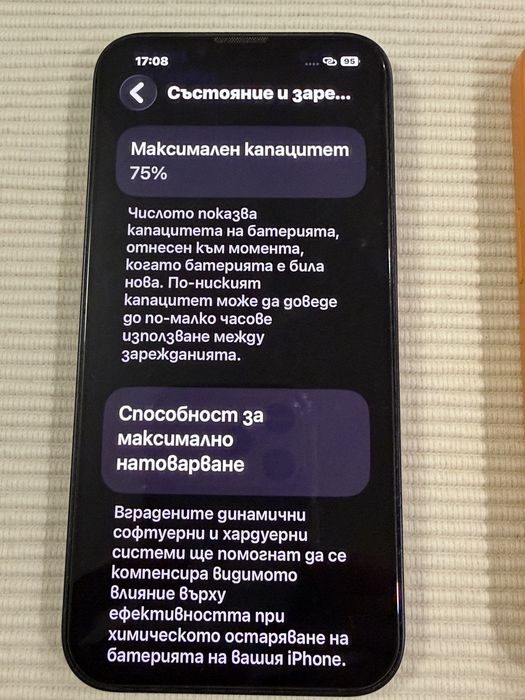 17:08 95
Състояние и заре...
Максимален капацитет
75%
Числото показва
капацитета на батерията,
отнесен към момента,
когато батерията е била
нова. По-ниският
капацитет може да доведе
до по-малко часове
използване между
зарежданията.
Способност за
максимално
натоварване
Вградените динамични
софтуерни и хардуерни
системи ще помогнат да се
компенсира видимото
влияние върху
ефективността при
химическото остаряване на
батерията на вашия iPhone.